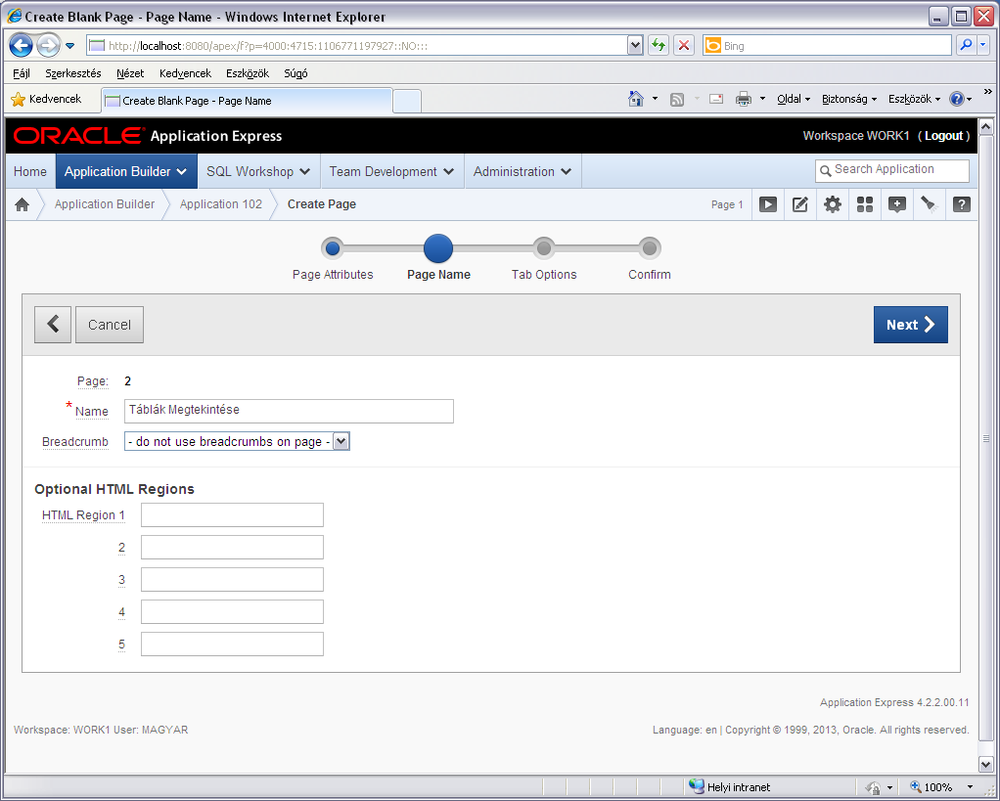 Create Blank Page - Page Name - Windows Internet Explorer
http://localhost:8080/apex/f?p=4000:4715:1106771197927::NO:::
Bing
Fájl Szerkesztés Nézet Kedvencek Eszközök Súgó
Kedvencek
Create Blank Page - Page Name
Oldal
Biztonság
Eszközök
ORACLE Application Express
Workspace WORK1 ( Logout )
Home
Application Builder
SQL Workshop
Team Development
Administration
Search Application
Application Builder
Application 102
Create Page
Page 1
Page Attributes
Page Name
Tab Options
Confirm
Cancel
Next
Page: 2
* Name Táblák Megtekintése
Breadcrumb - do not use breadcrumbs on page -
Optional HTML Regions
HTML Region 1
2
3
4
5
Application Express 4.2.2.00.11
Workspace: WORK1 User: MAGYAR
Language: en | Copyright © 1999, 2013, Oracle. All rights reserved.
Helyi intranet
100%